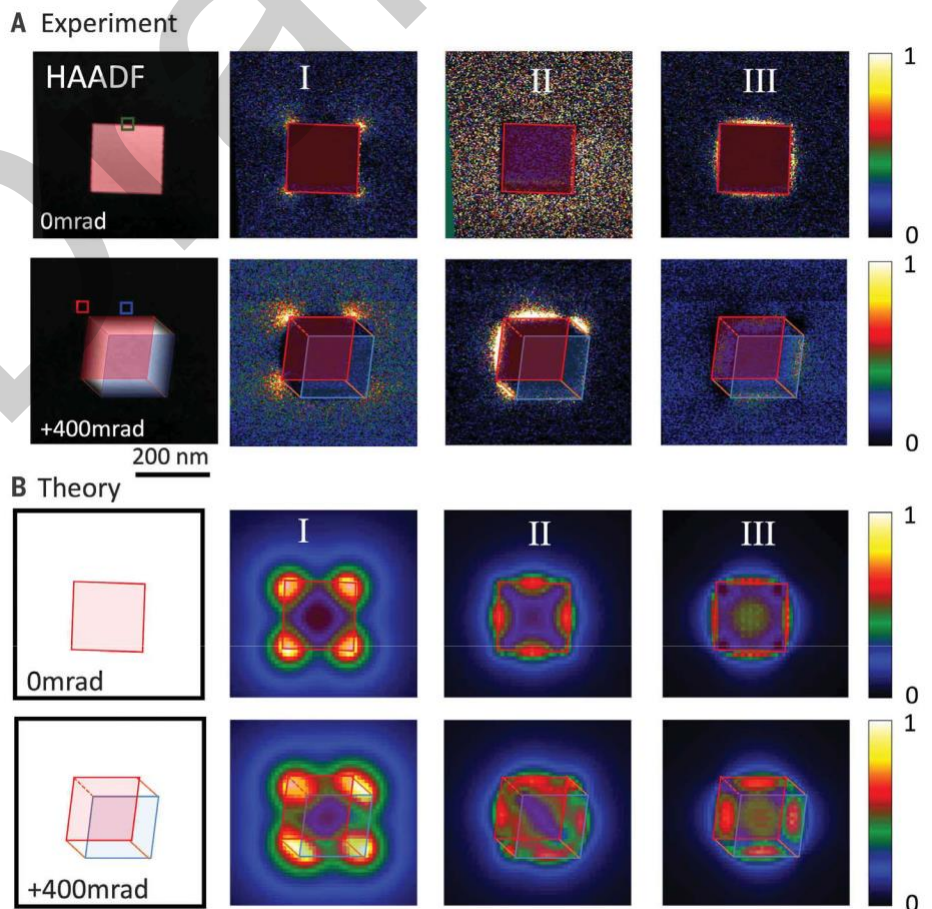 A Experiment
HAADF
I
II
III
1
0mrad
0
1
+400mrad
0
200 nm
B Theory
I
II
III
1
0mrad
0
1
+400mrad
0